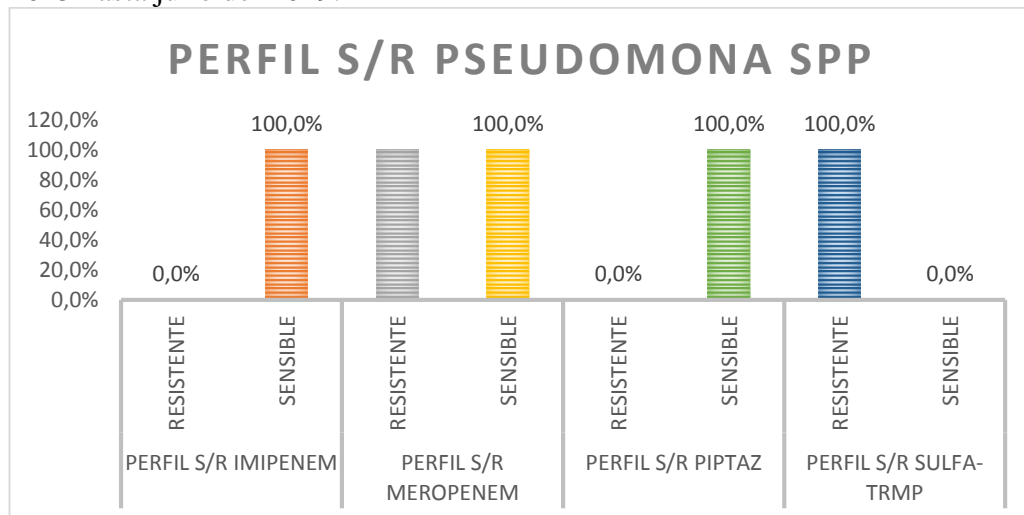 PERFIL S/R PSEUDOMONA SPP
120,0%
100,0%
80,0%
60,0%
40,0%
20,0%
0,0%
0,0%
100,0%
100,0%
0,0%
100,0%
100,0%
0,0%
RESISTENTE
SENSIBLE
RESISTENTE
SENSIBLE
RESISTENTE
SENSIBLE
RESISTENTE
SENSIBLE
PERFIL S/R IMIPENEM
PERFIL S/R
MEROPENEM
PERFIL S/R PIPTAZ
PERFIL S/R SULFA-
TRMP